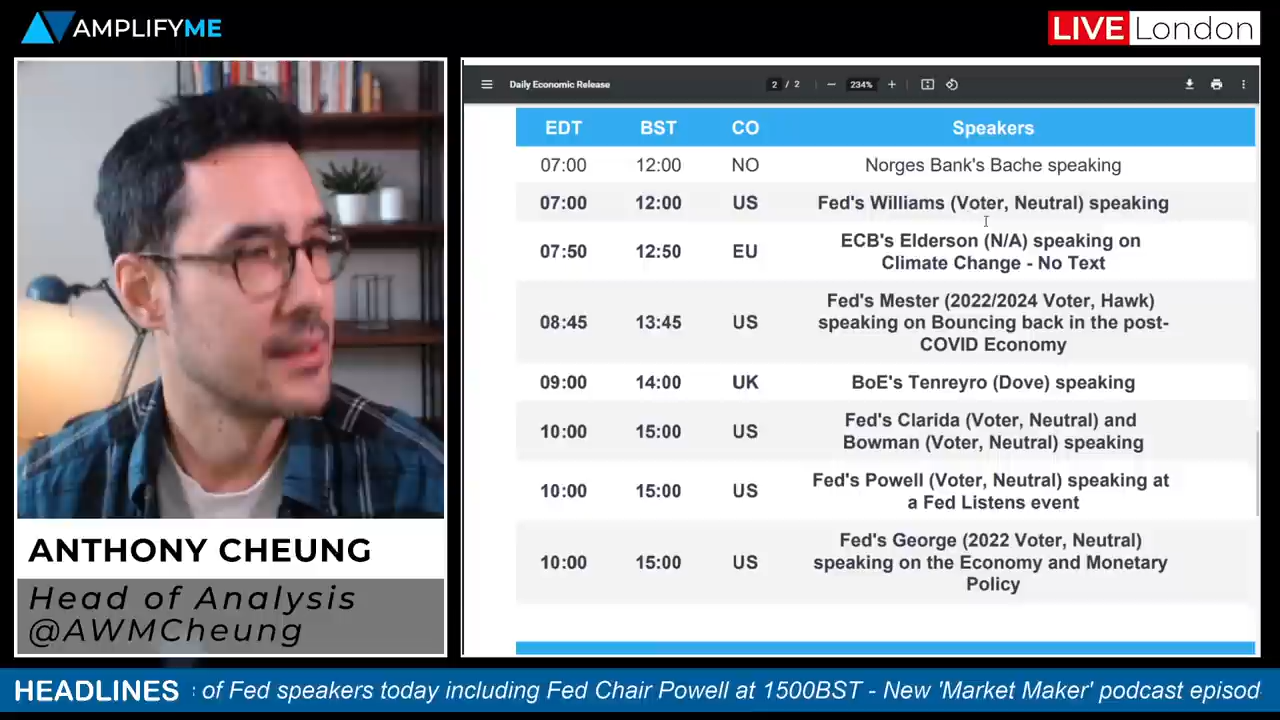 AMPLIFYME
LIVE London
Daily Economic Release
2 / 2
234%
EDT BST CO Speakers
07:00 12:00 NO Norges Bank's Bache speaking
07:00 12:00 US Fed's Williams (Voter, Neutral) speaking
07:50 12:50 EU ECB's Elderson (N/A) speaking on
Climate Change - No Text
08:45 13:45 US Fed's Mester (2022/2024 Voter, Hawk)
speaking on Bouncing back in the post-
COVID Economy
09:00 14:00 UK BoE's Tenreyro (Dove) speaking
10:00 15:00 US Fed's Clarida (Voter, Neutral) and
Bowman (Voter, Neutral) speaking
10:00 15:00 US Fed's Powell (Voter, Neutral) speaking at
a Fed Listens event
10:00 15:00 US Fed's George (2022 Voter, Neutral)
speaking on the Economy and Monetary
Policy
ANTHONY CHEUNG
Head of Analysis
@AWMCheung
HEADLINES : of Fed speakers today including Fed Chair Powell at 1500BST - New 'Market Maker' podcast episod